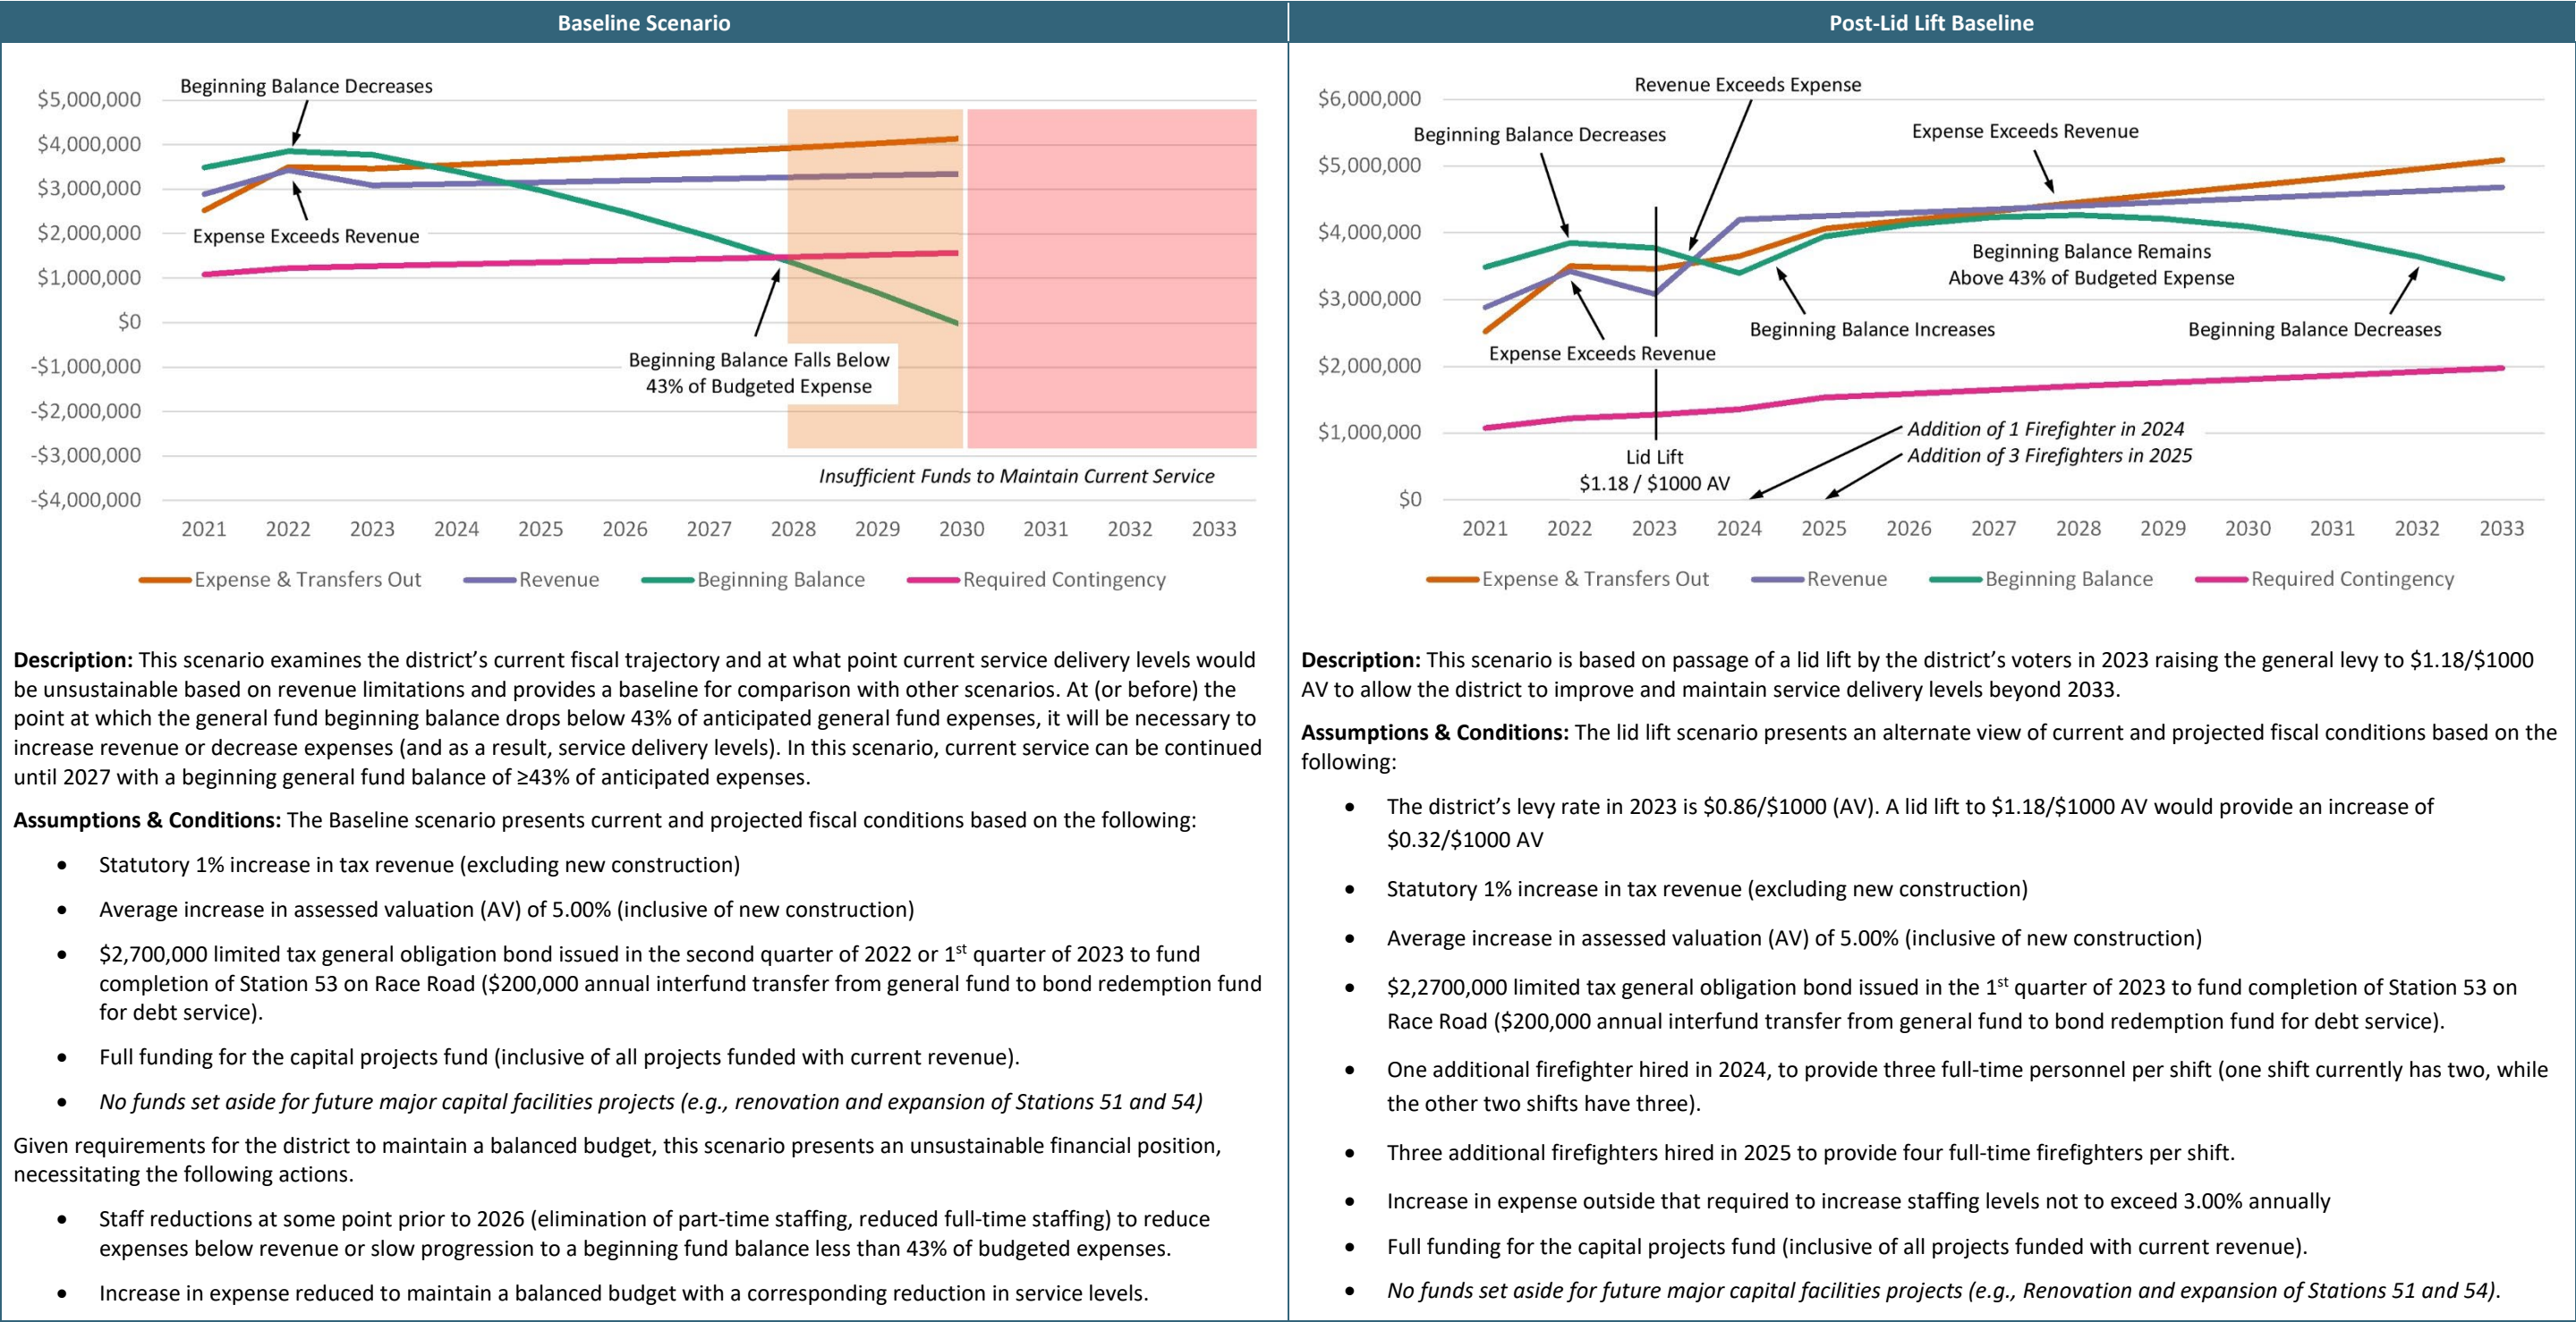 Baseline Scenario
Beginning Balance Decreases
$5,000,000
$4,000,000
$3,000,000
$2,000,000
$1,000,000
$0
-$1,000,000
-$2,000,000
-$3,000,000
-$4,000,000
Expense Exceeds Revenue
Beginning Balance Falls Below
43% of Budgeted Expense
Insufficient Funds to Maintain Current Service
2021 2022 2023 2024 2025 2026 2027 2028 2029 2030 2031 2032 2033
Expense & Transfers Out Revenue Beginning Balance Required Contingency
Description: This scenario examines the district’s current fiscal trajectory and at what point current service delivery levels would
be unsustainable based on revenue limitations and provides a baseline for comparison with other scenarios. At (or before) the
point at which the general fund beginning balance drops below 43% of anticipated general fund expenses, it will be necessary to
increase revenue or decrease expenses (and as a result, service delivery levels). In this scenario, current service can be continued
until 2027 with a beginning general fund balance of ≥43% of anticipated expenses.
Assumptions & Conditions: The Baseline scenario presents current and projected fiscal conditions based on the following:
• Statutory 1% increase in tax revenue (excluding new construction)
• Average increase in assessed valuation (AV) of 5.00% (inclusive of new construction)
• $2,700,000 limited tax general obligation bond issued in the second quarter of 2022 or 1st quarter of 2023 to fund
completion of Station 53 on Race Road ($200,000 annual interfund transfer from general fund to bond redemption fund
for debt service).
• Full funding for the capital projects fund (inclusive of all projects funded with current revenue).
• No funds set aside for future major capital facilities projects (e.g., renovation and expansion of Stations 51 and 54)
Given requirements for the district to maintain a balanced budget, this scenario presents an unsustainable financial position,
necessitating the following actions.
• Staff reductions at some point prior to 2026 (elimination of part-time staffing, reduced full-time staffing) to reduce
expenses below revenue or slow progression to a beginning fund balance less than 43% of budgeted expenses.
• Increase in expense reduced to maintain a balanced budget with a corresponding reduction in service levels.
Post-Lid Lift Baseline
Revenue Exceeds Expense
$6,000,000
$5,000,000
$4,000,000
$3,000,000
$2,000,000
$1,000,000
$0
Beginning Balance Decreases
Expense Exceeds Revenue
Beginning Balance Remains
Above 43% of Budgeted Expense
Beginning Balance Increases
Beginning Balance Decreases
Expense Exceeds Revenue
Addition of 1 Firefighter in 2024
Addition of 3 Firefighters in 2025
Lid Lift
$1.18 / $1000 AV
2021 2022 2023 2024 2025 2026 2027 2028 2029 2030 2031 2032 2033
Expense & Transfers Out Revenue Beginning Balance Required Contingency
Description: This scenario is based on passage of a lid lift by the district’s voters in 2023 raising the general levy to $1.18/$1000
AV to allow the district to improve and maintain service delivery levels beyond 2033.
Assumptions & Conditions: The lid lift scenario presents an alternate view of current and projected fiscal conditions based on the
following:
• The district’s levy rate in 2023 is $0.86/$1000 (AV). A lid lift to $1.18/$1000 AV would provide an increase of
$0.32/$1000 AV
• Statutory 1% increase in tax revenue (excluding new construction)
• Average increase in assessed valuation (AV) of 5.00% (inclusive of new construction)
• $2,2700,000 limited tax general obligation bond issued in the 1st quarter of 2023 to fund completion of Station 53 on
Race Road ($200,000 annual interfund transfer from general fund to bond redemption fund for debt service).
• One additional firefighter hired in 2024, to provide three full-time personnel per shift (one shift currently has two, while
the other two shifts have three).
• Three additional firefighters hired in 2025 to provide four full-time firefighters per shift.
• Increase in expense outside that required to increase staffing levels not to exceed 3.00% annually
• Full funding for the capital projects fund (inclusive of all projects funded with current revenue).
• No funds set aside for future major capital facilities projects (e.g., Renovation and expansion of Stations 51 and 54).